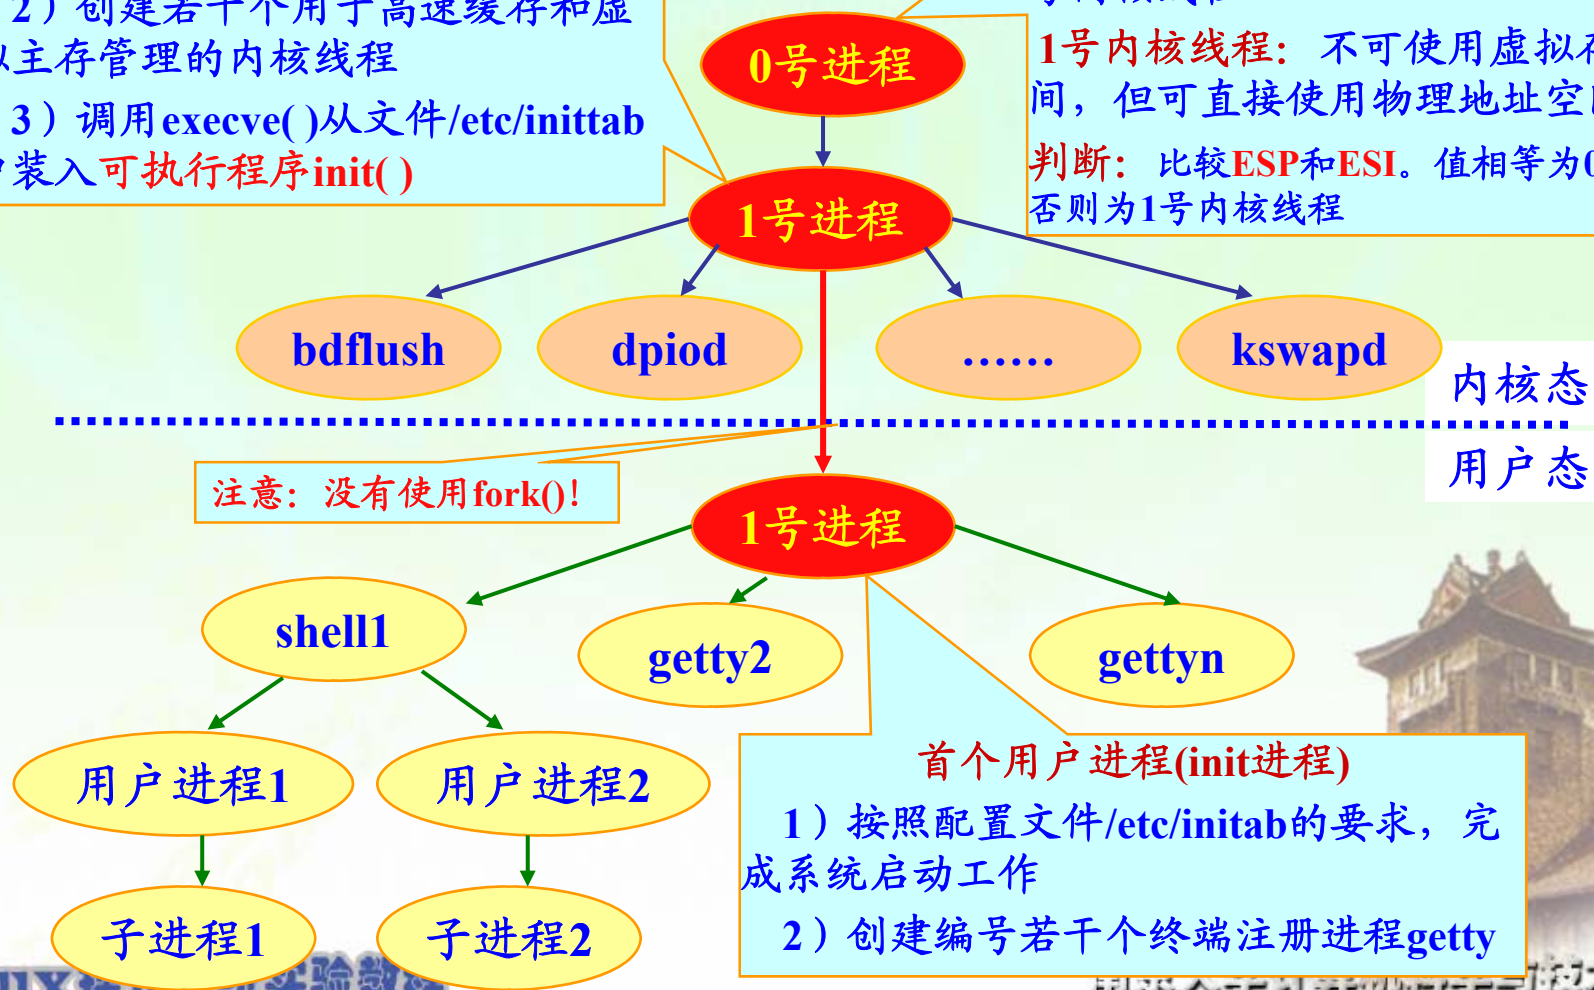 2）创建若干个用于高速缓存和虚
主存管理的内核线程
3）调用execve( )从文件/etc/inittab
装入可执行程序init( )
0号进程
1号内核线程：不可使用虚拟
间，但可直接使用物理地址空
判断：比较ESP和ESI。值相等为0
否则为1号内核线程
1号进程
bdflush
dpiod
……
kswapd
内核态
用户态
注意：没有使用fork()!
1号进程
shell1
getty2
gettyn
用户进程1
用户进程2
子进程1
子进程2
首个用户进程(init进程)
1）按照配置文件/etc/initab的要求，完
成系统启动工作
2）创建编号若干个终端注册进程getty